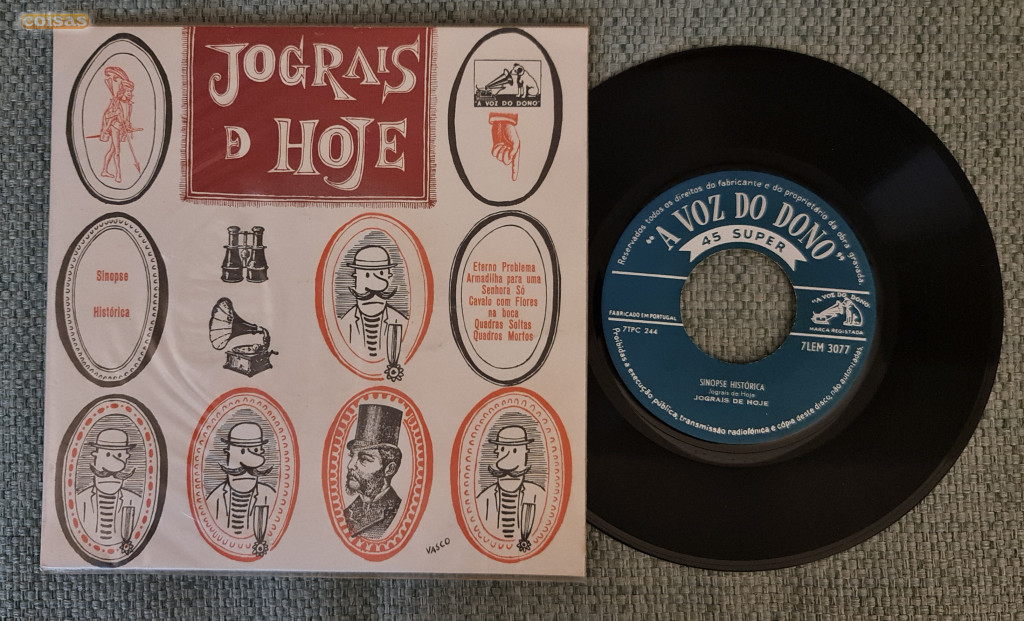 coisas
JOGRAIS
D HOJE
"A VOZ DO DONO"
Sinopse
Histórica
Eterno Problema
Armadilha para uma
Senhora Só
Cavalo com Flores
na boca
Quadras Soltas
Quadros Mortos
VASCO
Reservados todos os direitos do fabricante e do proprietário da obra gravada.
"A VOZ DO DONO"
45 SUPER
"A VOZ DO DONO"
MARCA REGISTADA
FABRICADO EM PORTUGAL
7TPC 244
7LEM 3077
SINOPSE HISTÓRICA
Jograis de Hoje
JOGRAIS DE HOJE
Proibidas a execução pública, transmissão radiofónica e cópia deste disco, não autorizadas.